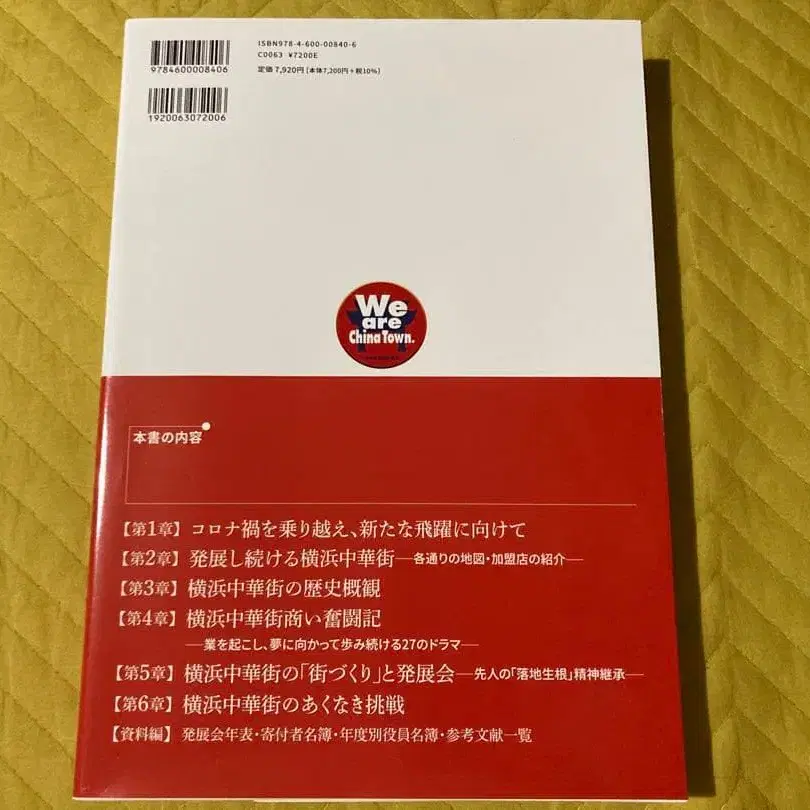 ISBN978-4-600-00840-6
C0063 ¥7200E
定価 7,920円 [本体7,200円+税10%]
9784600008406
1920063072006
We
are
China Town.
本書の内容
【第1章】コロナ禍を乗り越え、新たな飛躍に向けて
【第2章】発展し続ける横浜中華街―各通りの地図・加盟店の紹介―
【第3章】横浜中華街の歴史概観
【第4章】横浜中華街商い奮闘記
―業を起こし、夢に向かって歩み続ける27のドラマ―
【第5章】横浜中華街の「街づくり」と発展会―先人の「落地生根」精神継承―
【第6章】横浜中華街のあくなき挑戦
【資料編】発展会年表・寄付者名簿・年度別役員名簿・参考文献一覧